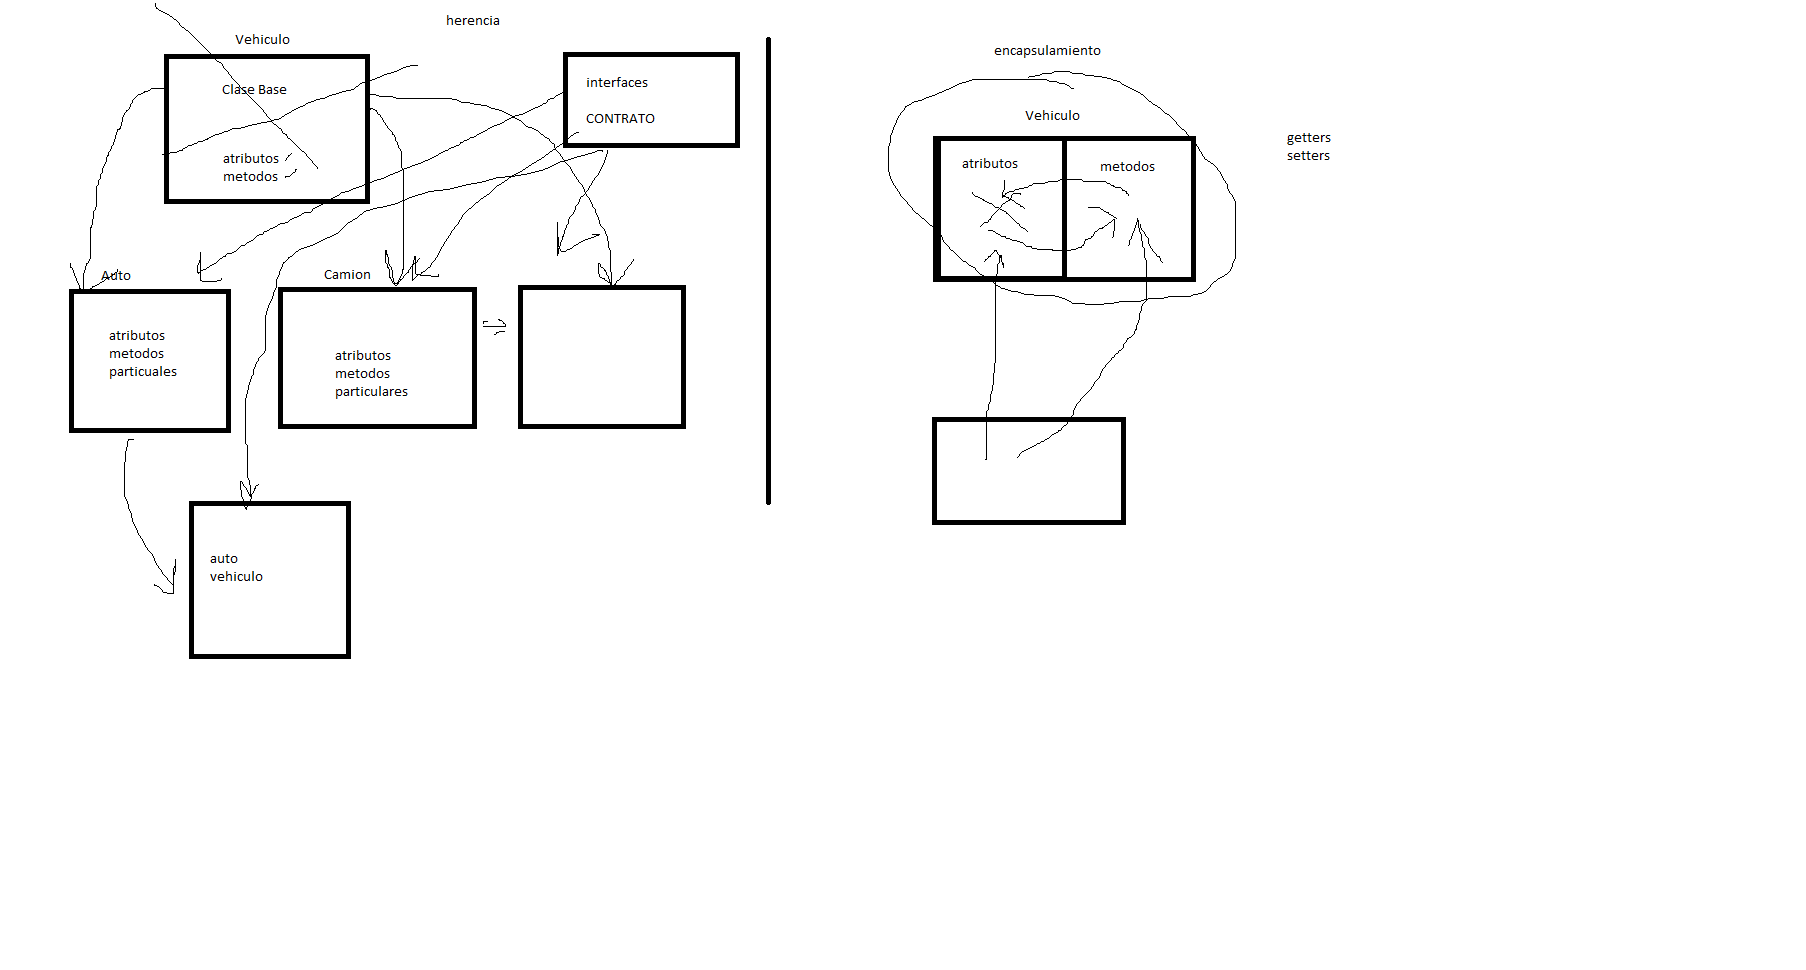 herencia
Vehiculo
Clase Base
atributos
metodos
interfaces
CONTRATO
Auto
atributos
metodos
particuales
Camion
atributos
metodos
particulares
auto
vehiculo
encapsulamiento
Vehiculo
atributos
metodos
getters
setters